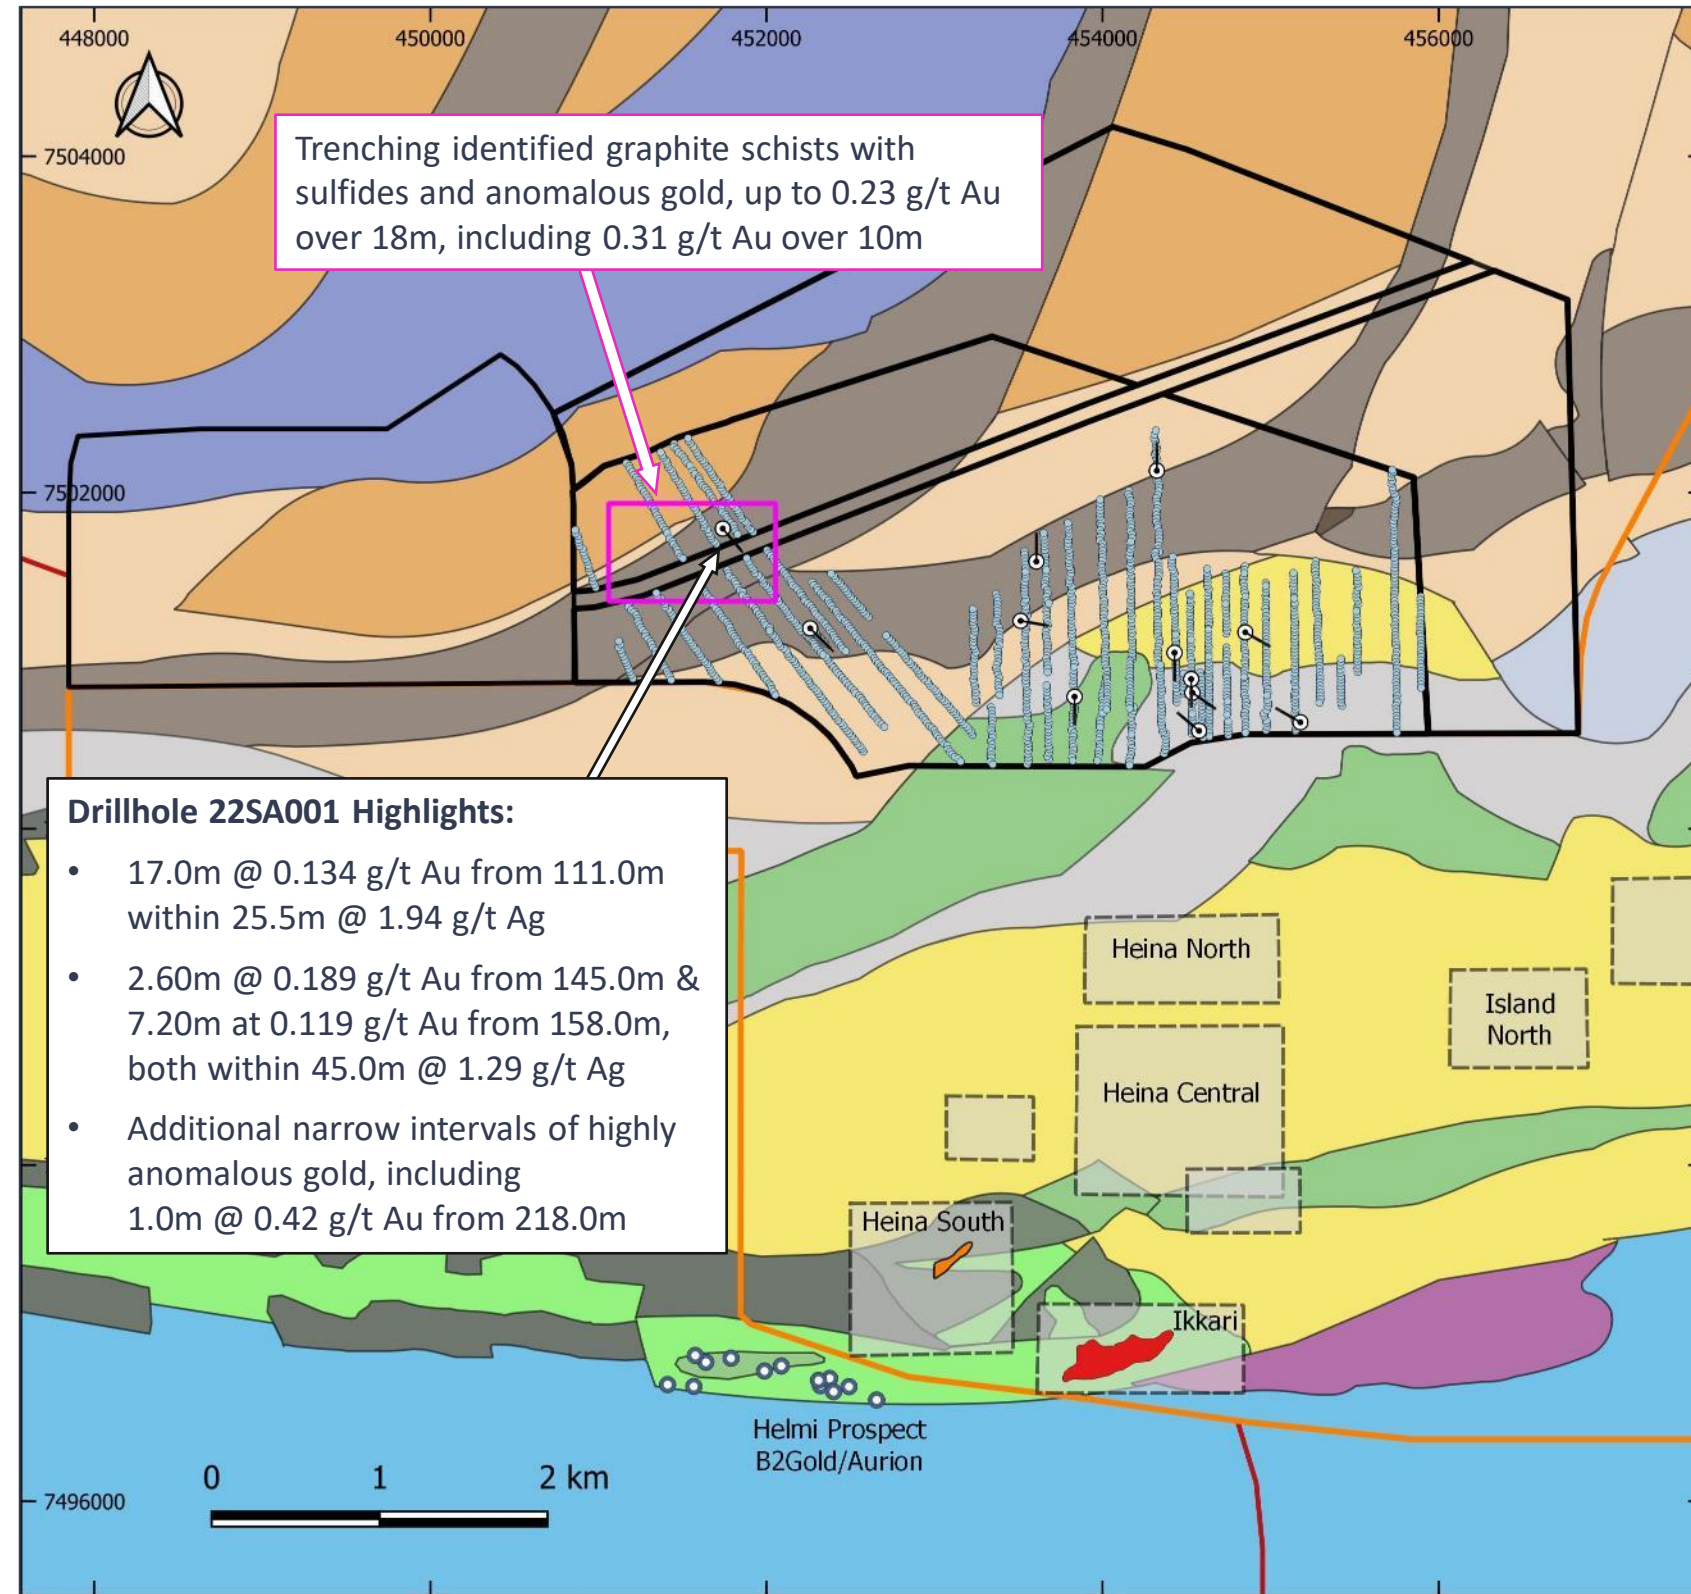 448000
450000
452000
454000
456000
7504000
Trenching identified graphite schists with
sulfides and anomalous gold, up to 0.23 g/t Au
over 18m, including 0.31 g/t Au over 10m
7502000
Drillhole 22SA001 Highlights:
• 17.0m @ 0.134 g/t Au from 111.0m
within 25.5m @ 1.94 g/t Ag
• 2.60m @ 0.189 g/t Au from 145.0m &
7.20m at 0.119 g/t Au from 158.0m,
both within 45.0m @ 1.29 g/t Ag
• Additional narrow intervals of highly
anomalous gold, including
1.0m @ 0.42 g/t Au from 218.0m
Heina North
Island
North
Heina Central
Heina South
Ikkari
Helmi Prospect
B2Gold/Aurion
0 1 2 km
7496000